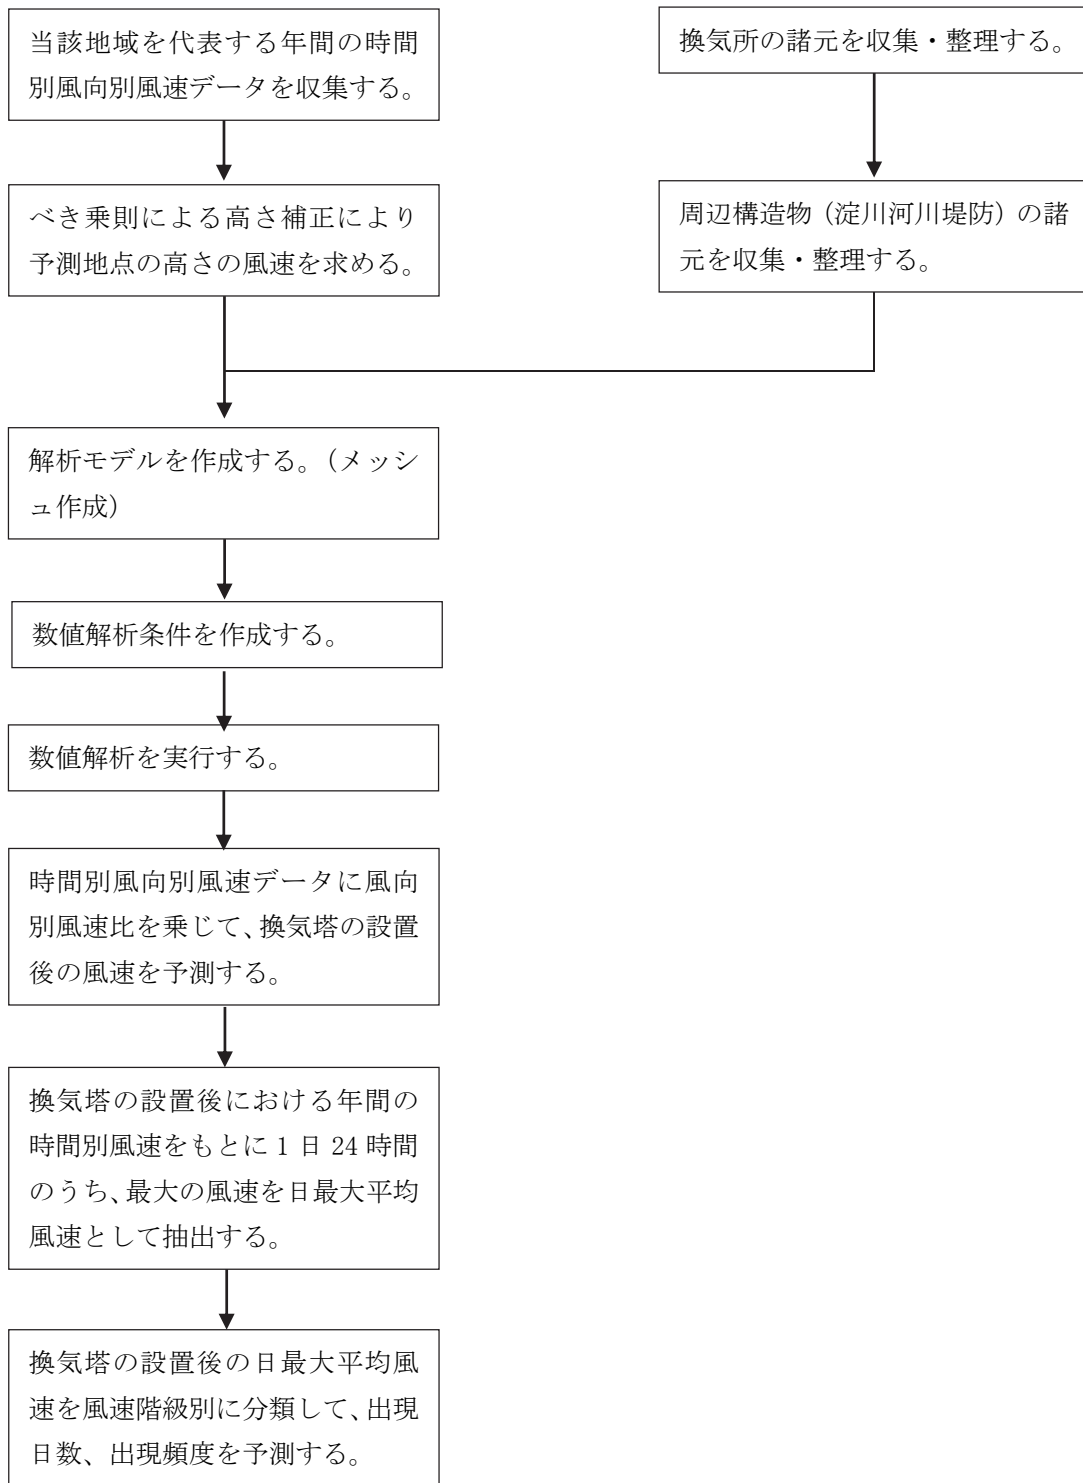 当該地域を代表する年間の時間
別風向別風速データを収集する。
べき乗則による高さ補正により
予測地点の高さの風速を求める。
換気所の諸元を収集・整理する。
周辺構造物（淀川河川堤防）の諸
元を収集・整理する。
解析モデルを作成する。（メッシ
ュ作成）
数値解析条件を作成する。
数値解析を実行する。
時間別風向別風速データに風向
別風速比を乗じて、換気塔の設置
後の風速を予測する。
換気塔の設置後における年間の
時間別風速をもとに 1 日 24 時間
のうち、最大の風速を日最大平均
風速として抽出する。
換気塔の設置後の日最大平均風
速を風速階級別に分類して、出現
日数、出現頻度を予測する。